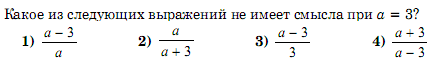 Какое из следующих выражений не имеет смысла при a = 3?
1) (a − 3)/a 2) a/(a + 3) 3) (a − 3)/3 4) (a + 3)/(a − 3)